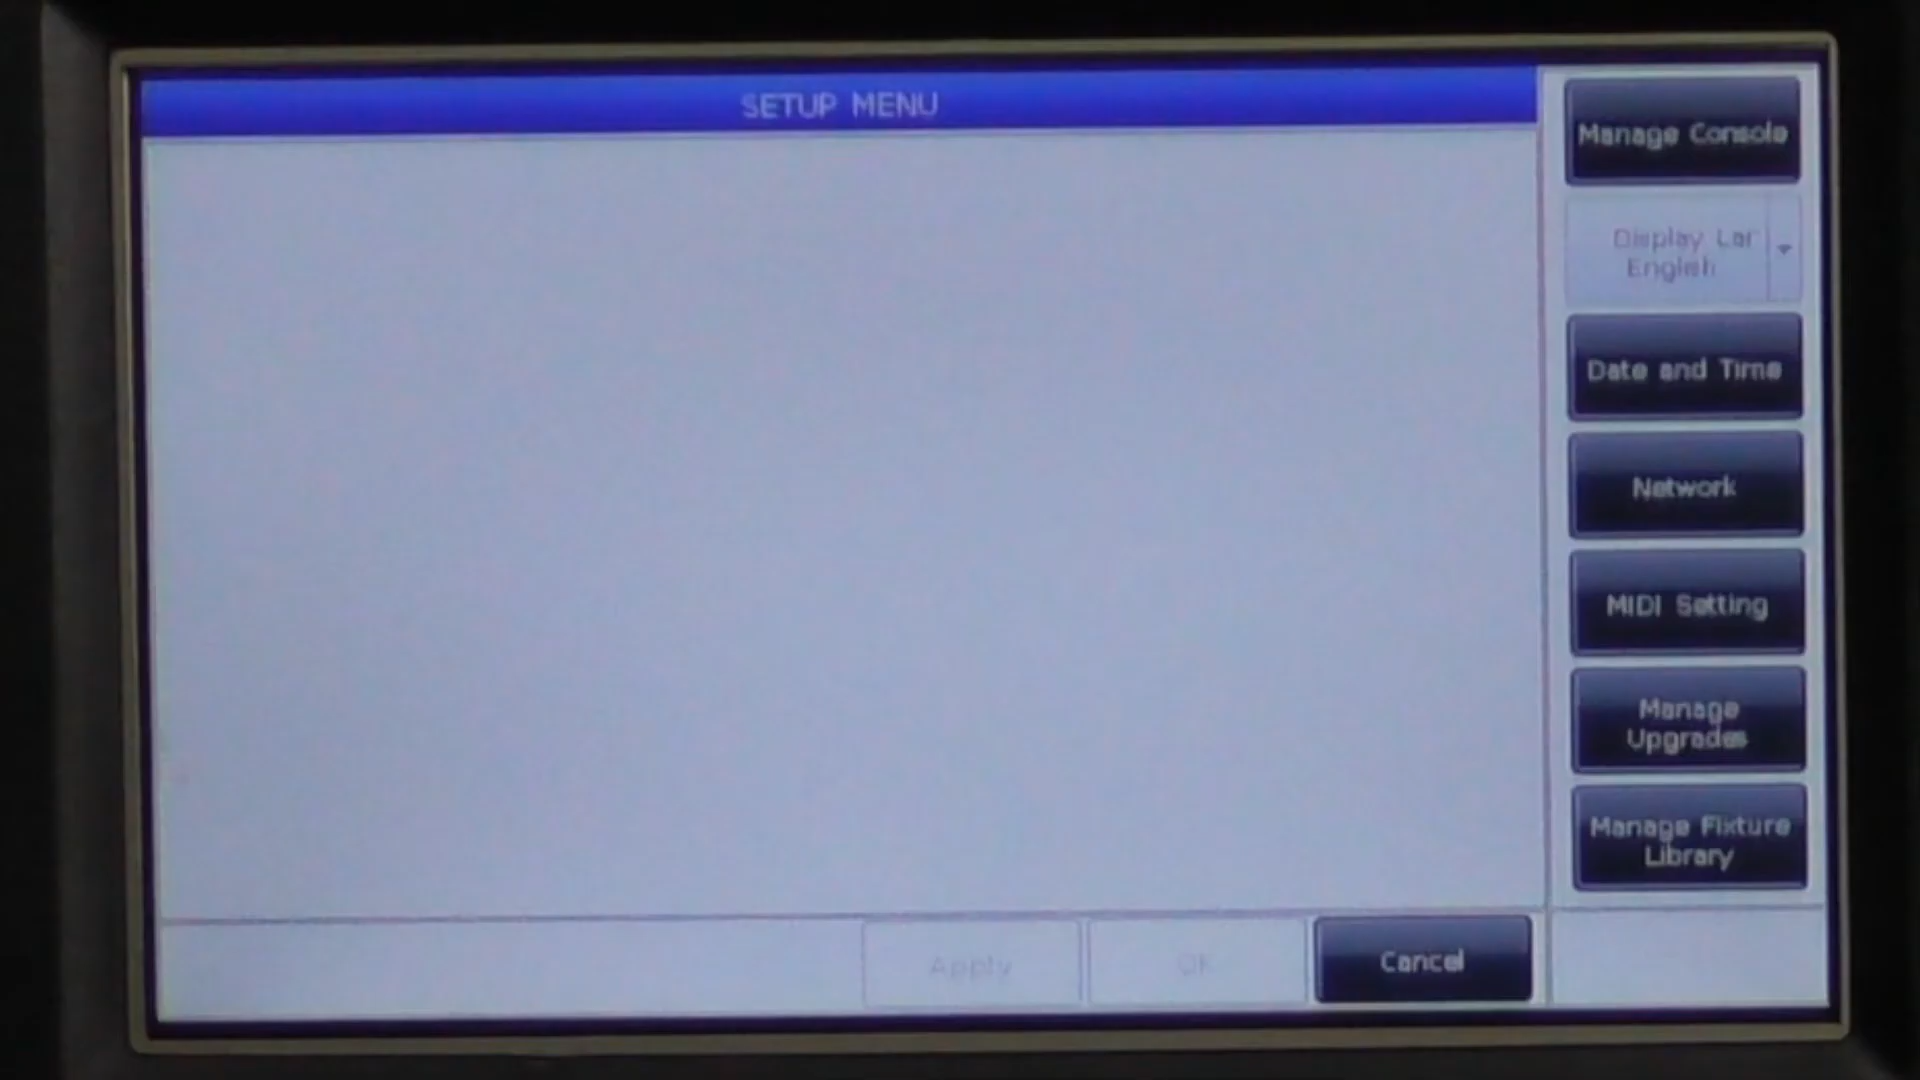 SETUP MENU
Manage Console
Display Lar
English
Date and Time
Network
MIDI Setting
Manage
Upgrades
Manage Fixture
Library
Apply
OK
Cancel